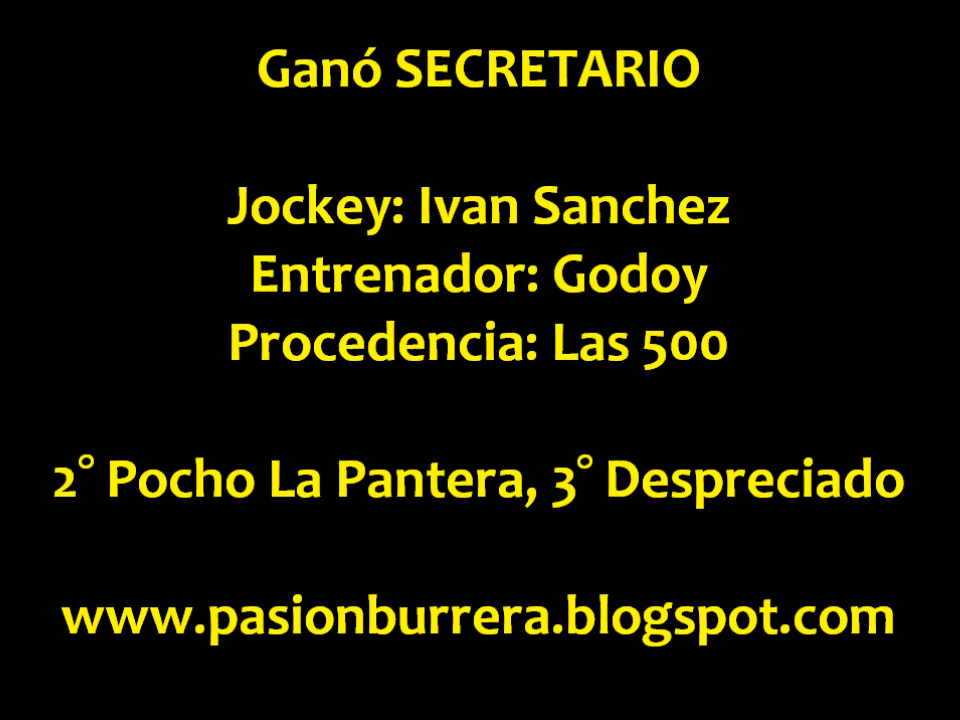 Ganó SECRETARIO
Jockey: Ivan Sanchez
Entrenador: Godoy
Procedencia: Las 500
2° Pocho La Pantera, 3° Despreciado
www.pasionburrera.blogspot.com